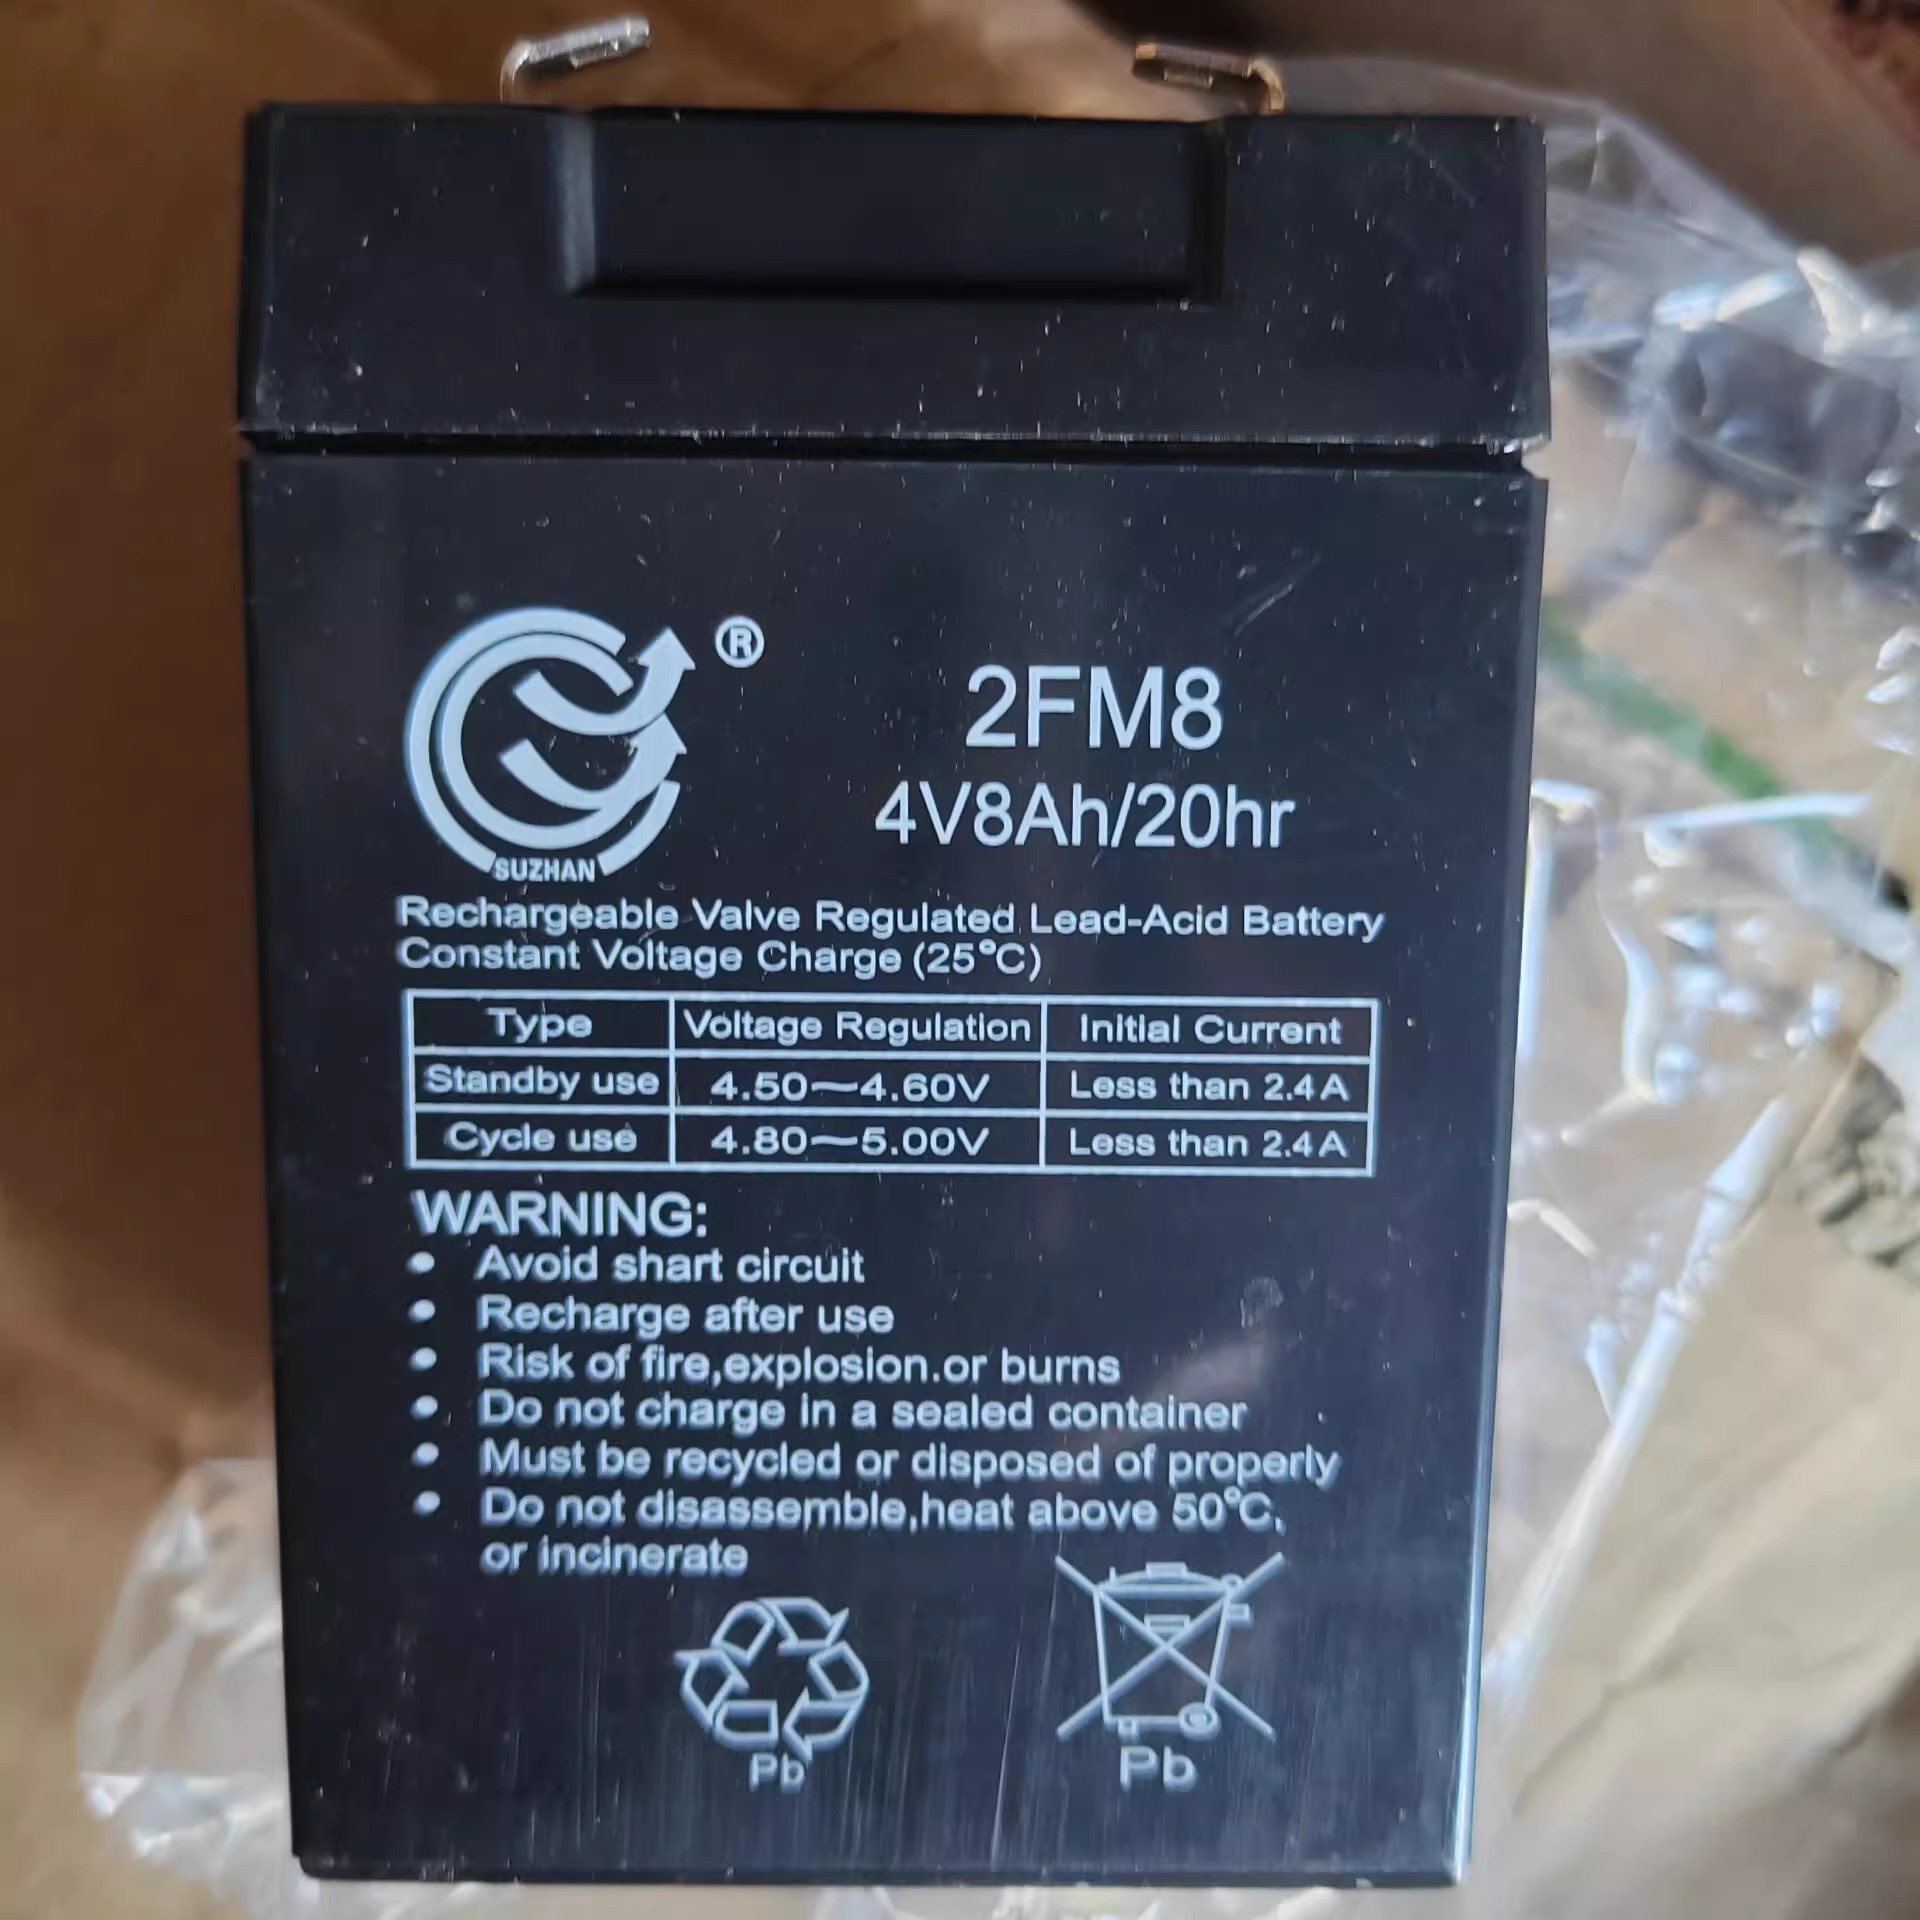 ®
2FM8
4V8Ah/20hr
SUZHAN
Rechargeable Valve Regulated Lead-Acid Battery
Constant Voltage Charge (25°C)
Type Voltage Regulation Initial Current
Standby use 4.50~4.60V Less than 2.4A
Cycle use 4.80~5.00V Less than 2.4A
WARNING:
• Avoid shart circuit
• Recharge after use
• Risk of fire,explosion.or burns
• Do not charge in a sealed container
• Must be recycled or disposed of properly
• Do not disassemble,heat above 50°C,
or incinerate
Pb Pb